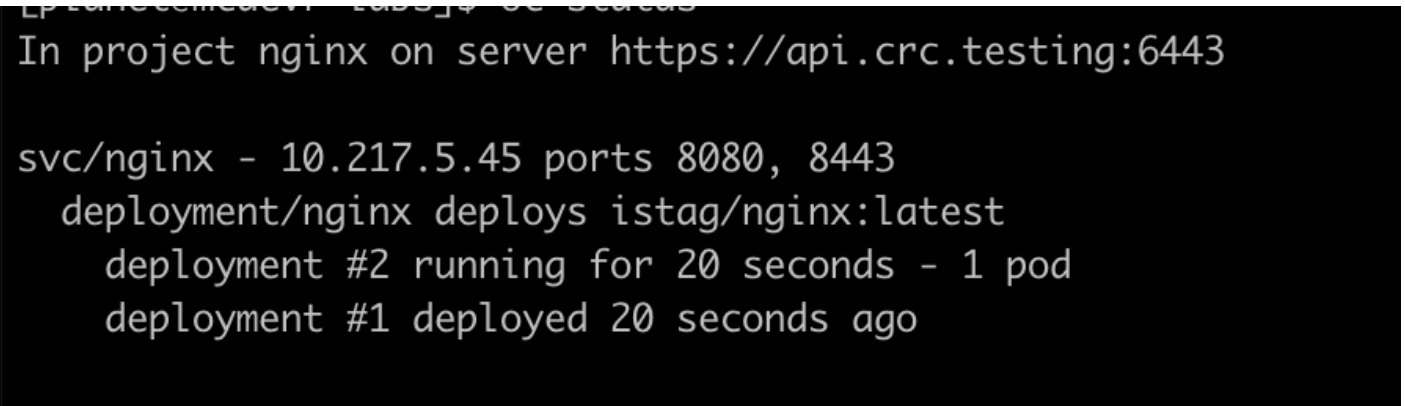 $ oc status
In project nginx on server https://api.crc.testing:6443
svc/nginx - 10.217.5.45 ports 8080, 8443
deployment/nginx deploys istag/nginx:latest
deployment #2 running for 20 seconds - 1 pod
deployment #1 deployed 20 seconds ago